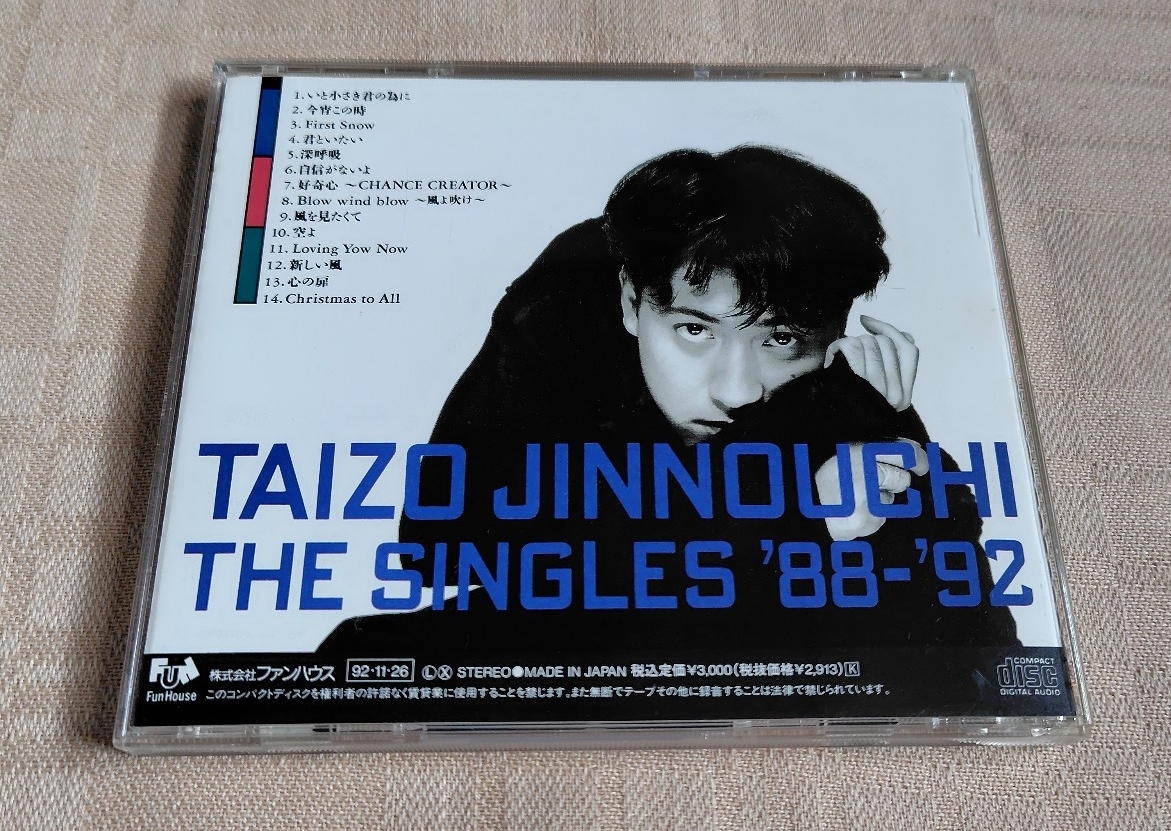 1.いと小さき君の為に
2.今宵この時
3.First Snow
4.君といたい
5.深呼吸
6.自信がないよ
7.好奇心 〜CHANCE CREATOR〜
8.Blow wind blow 〜風よ吹け〜
9.風を見たくて
10.空よ
11.Loving Yow Now
12.新しい風
13.心の扉
14.Christmas to All
TAIZO JINNOUCHI
THE SINGLES '88-'92
FUN
Fun House
株式会社ファンハウス 92・11・26 ⓁⓍ STEREO●MADE IN JAPAN 税込定価¥3,000(税抜価格¥2,913)K
このコンパクトディスクを権利者の許諾なく賃貸業に使用することを禁じます。また無断でテープその他に録音することは法律で禁じられています。
COMPACT
disc
DIGITAL AUDIO